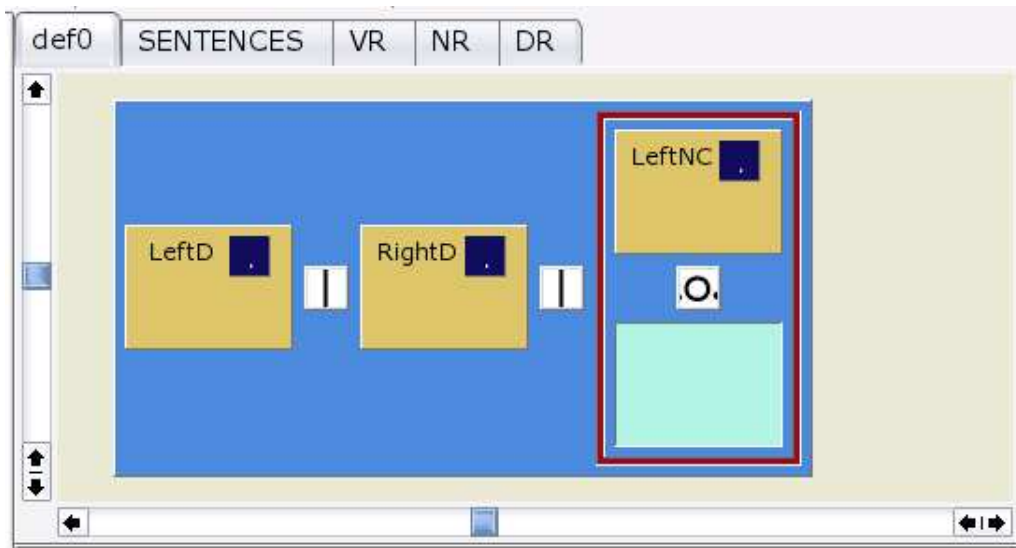 def0 SENTENCES VR NR DR
LeftNC ,
LeftD , | RightD , |
.o.